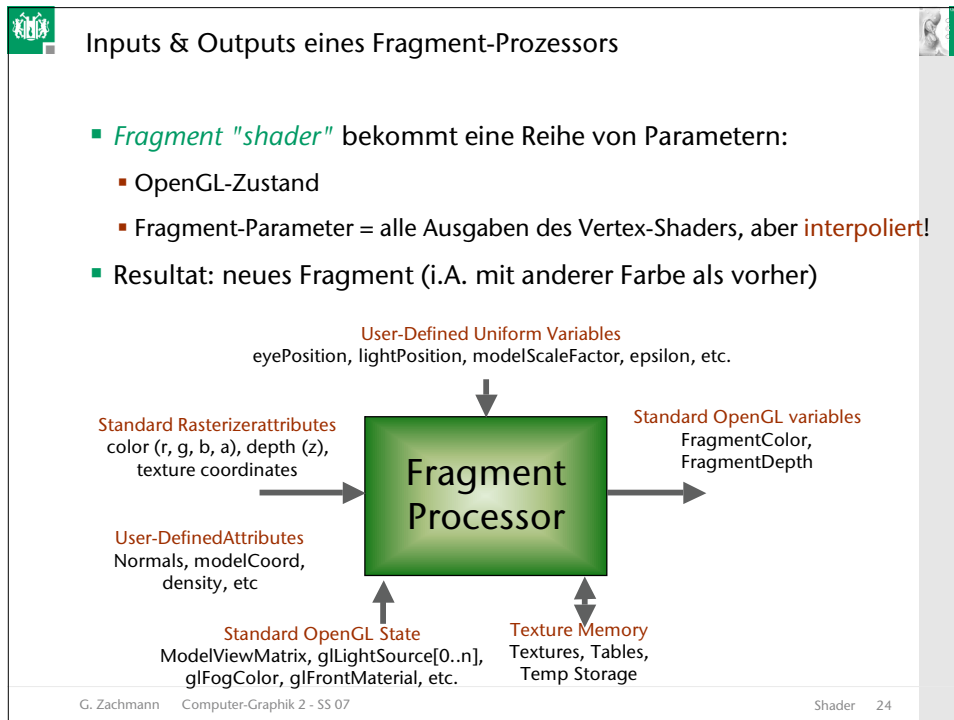 Inputs & Outputs eines Fragment-Prozessors
Fragment "shader" bekommt eine Reihe von Parametern:
OpenGL-Zustand
Fragment-Parameter = alle Ausgaben des Vertex-Shaders, aber interpoliert!
Resultat: neues Fragment (i.A. mit anderer Farbe als vorher)
User-Defined Uniform Variables
eyePosition, lightPosition, modelScaleFactor, epsilon, etc.
Standard Rasterizerattributes
color (r, g, b, a), depth (z),
texture coordinates
Standard OpenGL variables
FragmentColor,
FragmentDepth
Fragment
Processor
User-DefinedAttributes
Normals, modelCoord,
density, etc
Standard OpenGL State
ModelViewMatrix, glLightSource[0..n],
glFogColor, glFrontMaterial, etc.
Texture Memory
Textures, Tables,
Temp Storage
G. Zachmann Computer-Graphik 2 - SS 07
Shader 24